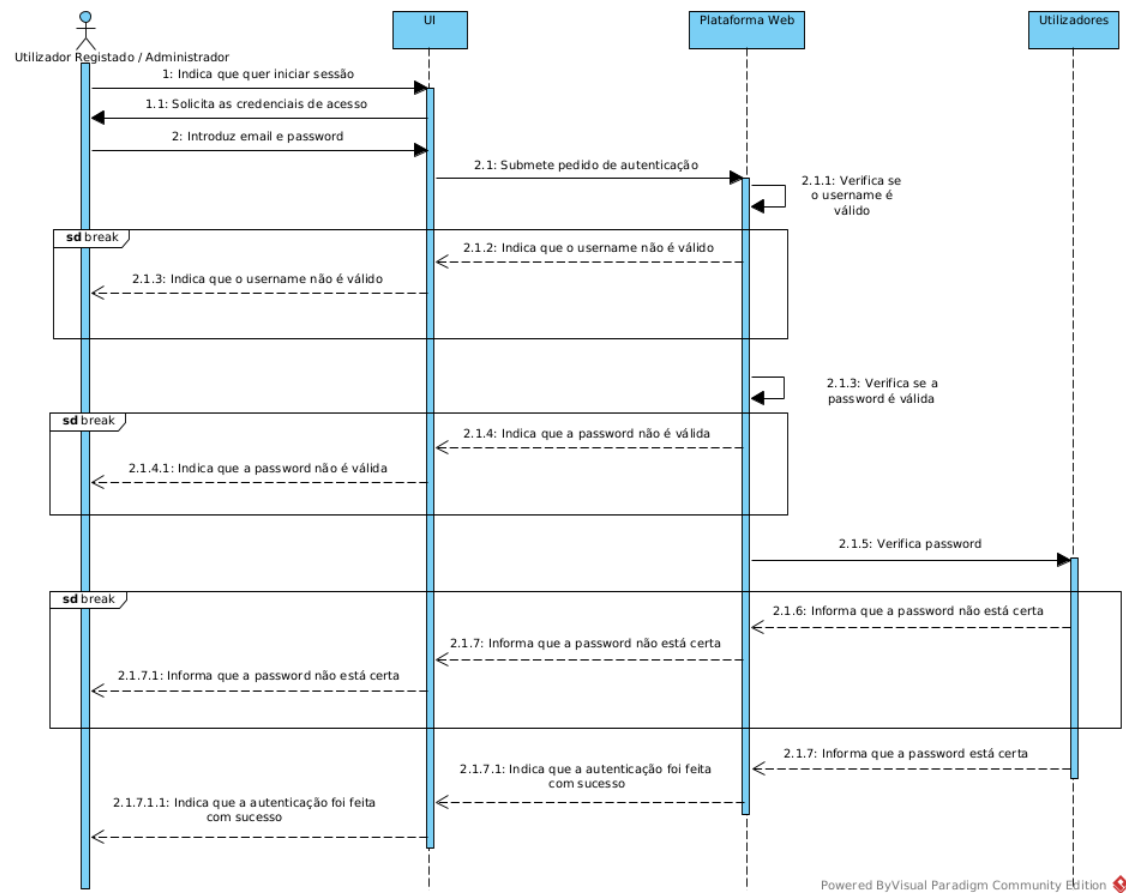 UI
Plataforma Web
Utilizadores
Utilizador Registado / Administrador
1: Indica que quer iniciar sessão
1.1: Solicita as credenciais de acesso
2: Introduz email e password
2.1: Submete pedido de autenticação
2.1.1: Verifica se
o username é
válido
sd break
2.1.2: Indica que o username não é válido
2.1.3: Indica que o username não é válido
2.1.3: Verifica se a
password é válida
sd break
2.1.4: Indica que a password não é válida
2.1.4.1: Indica que a password não é válida
2.1.5: Verifica password
sd break
2.1.6: Informa que a password não está certa
2.1.7: Informa que a password não está certa
2.1.7.1: Informa que a password não está certa
2.1.7: Informa que a password está certa
2.1.7.1: Indica que a autenticação foi feita
com sucesso
2.1.7.1.1: Indica que a autenticação foi feita
com sucesso
Powered ByVisual Paradigm Community Edition